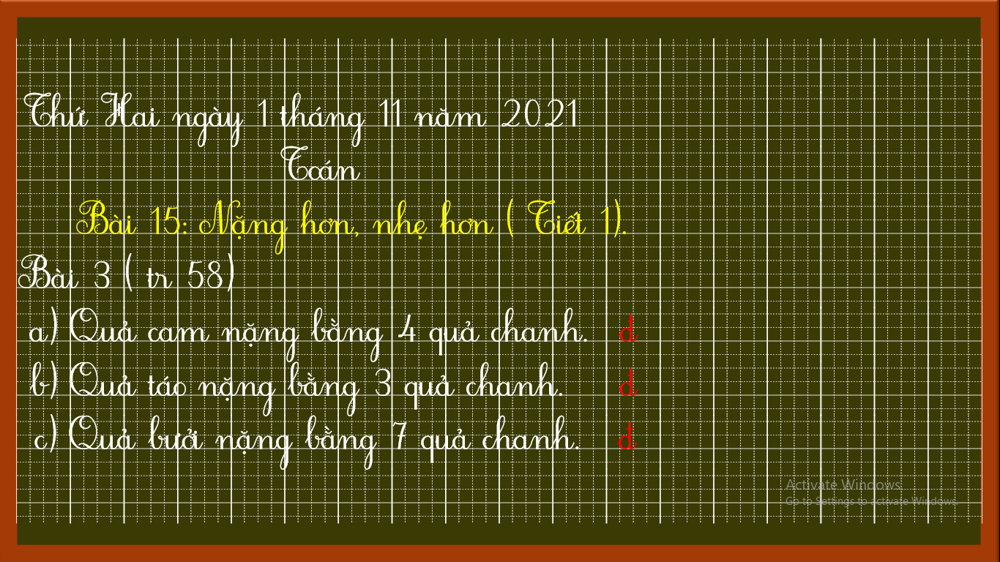 Thứ Hai ngày 1 tháng 11 năm 2021
Toán
Bài 15: Nặng hơn, nhẹ hơn ( Tiết 1).
Bài 3 ( tr 58)
a) Quả cam nặng bằng 4 quả chanh. đ
b) Quả táo nặng bằng 3 quả chanh. đ
c) Quả bưởi nặng bằng 7 quả chanh. đ
Activate Windows
Go to Settings to activate Windows.